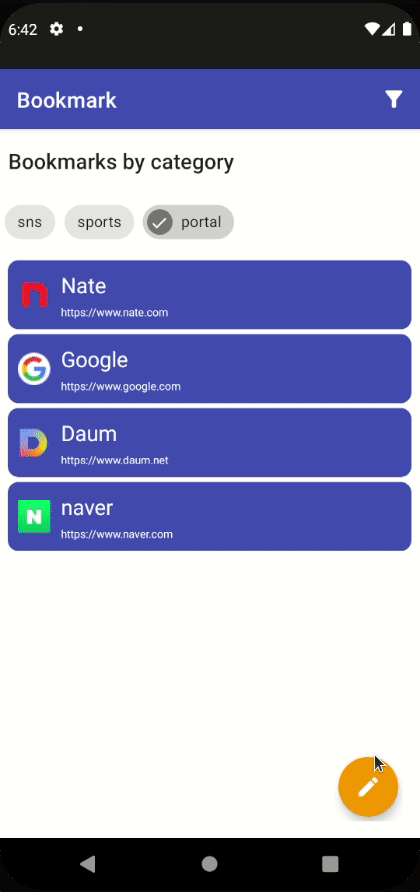 6:42
Bookmark
Bookmarks by category
sns
sports
portal
Nate
https://www.nate.com
Google
https://www.google.com
Daum
https://www.daum.net
naver
https://www.naver.com